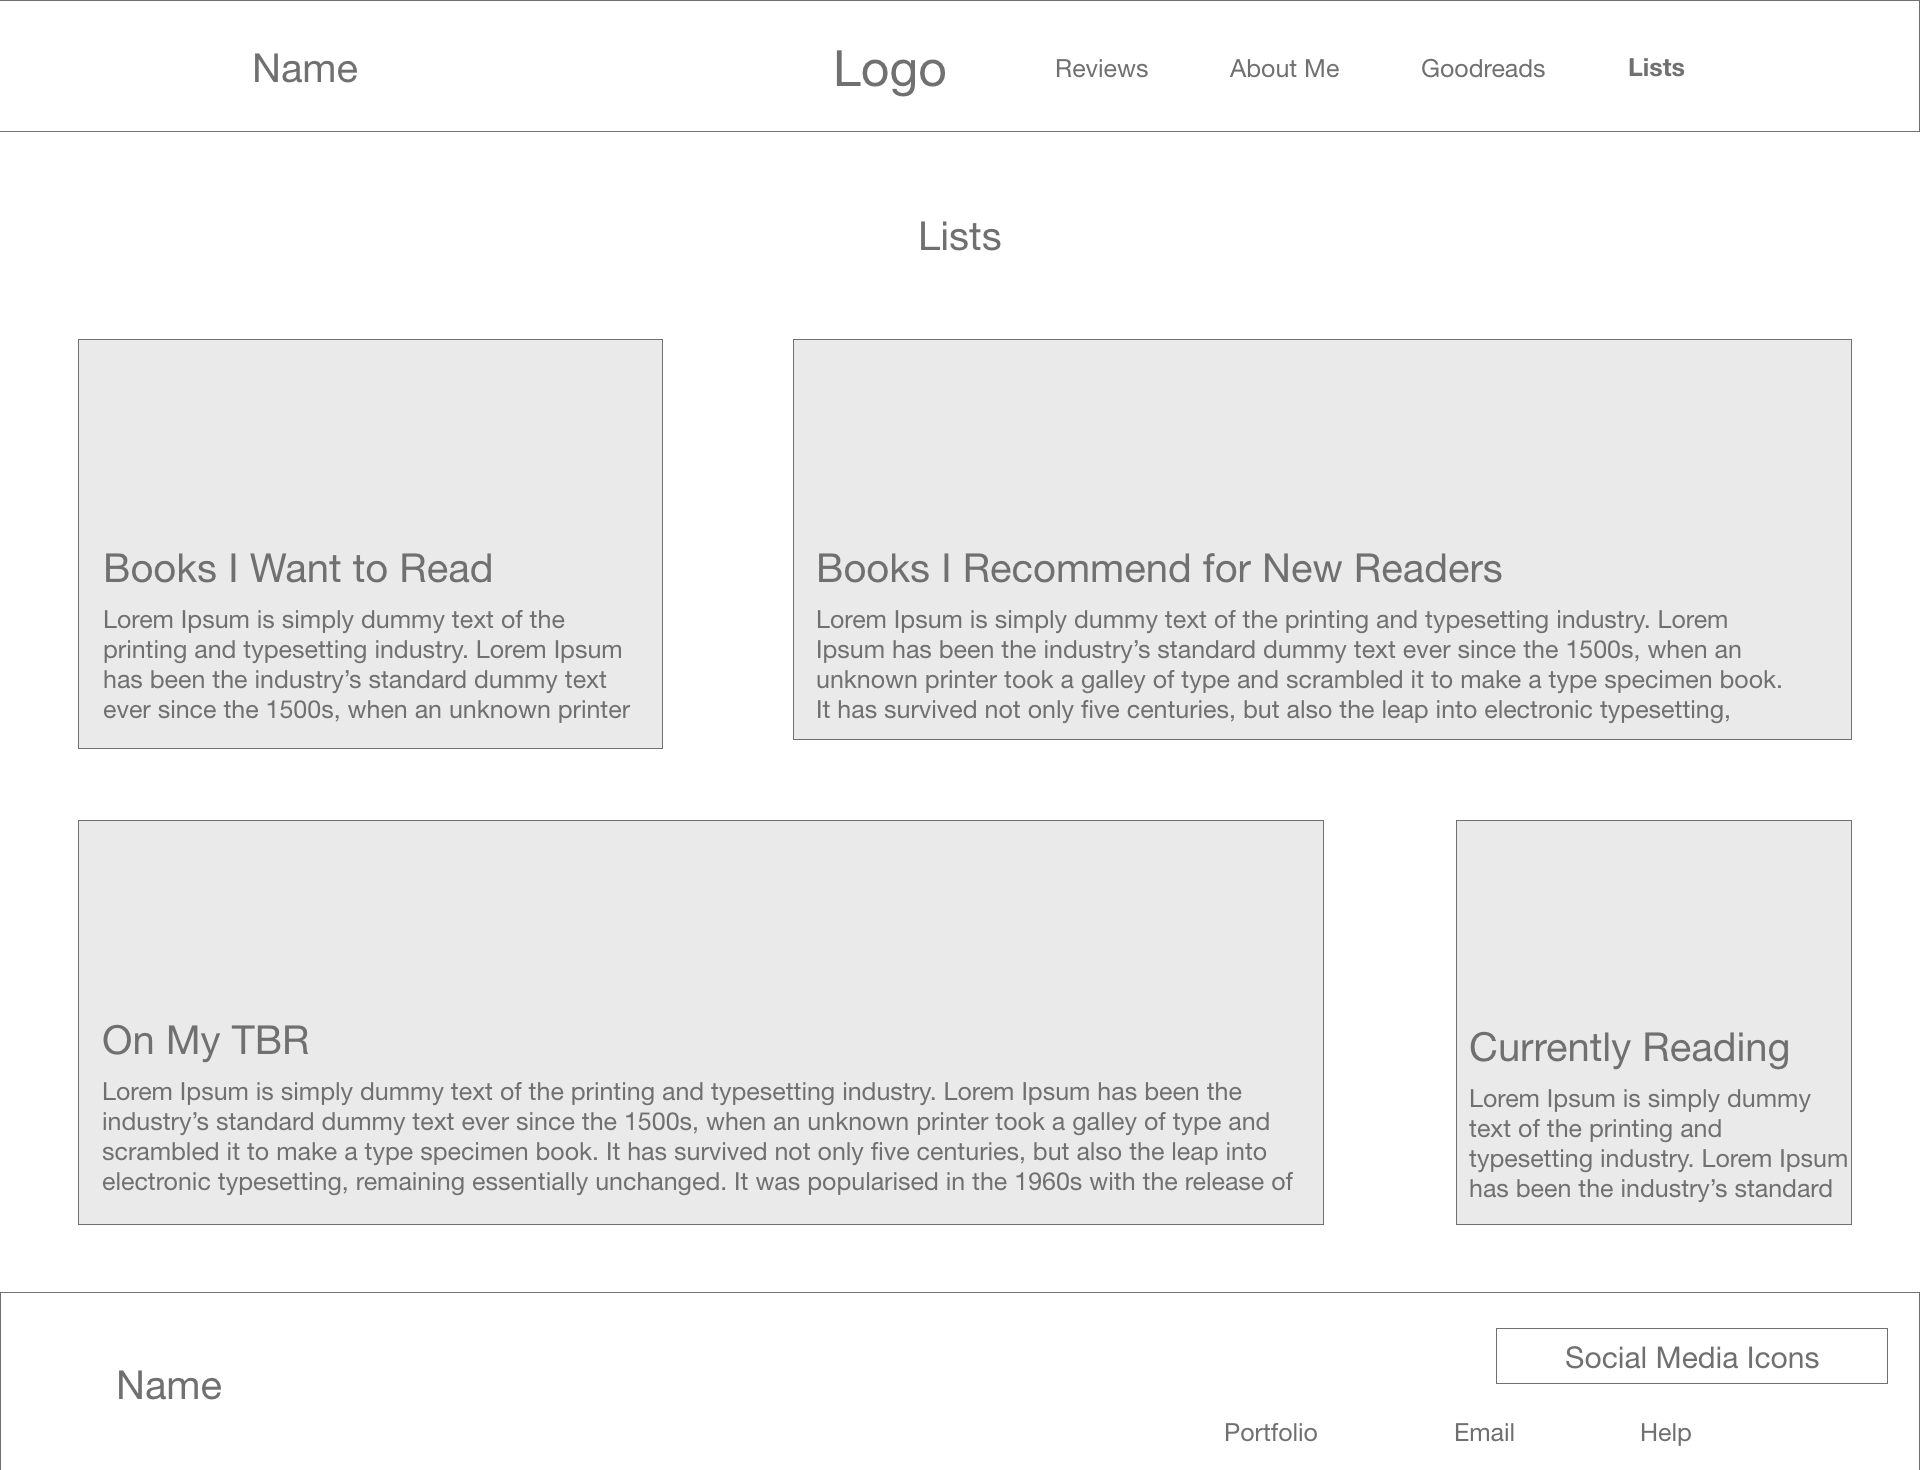 Name
Logo
Reviews
About Me
Goodreads
Lists
Lists
Books I Want to Read
Lorem Ipsum is simply dummy text of the
printing and typesetting industry. Lorem Ipsum
has been the industry’s standard dummy text
ever since the 1500s, when an unknown printer
Books I Recommend for New Readers
Lorem Ipsum is simply dummy text of the printing and typesetting industry. Lorem
Ipsum has been the industry’s standard dummy text ever since the 1500s, when an
unknown printer took a galley of type and scrambled it to make a type specimen book.
It has survived not only five centuries, but also the leap into electronic typesetting,
On My TBR
Lorem Ipsum is simply dummy text of the printing and typesetting industry. Lorem Ipsum has been the
industry’s standard dummy text ever since the 1500s, when an unknown printer took a galley of type and
scrambled it to make a type specimen book. It has survived not only five centuries, but also the leap into
electronic typesetting, remaining essentially unchanged. It was popularised in the 1960s with the release of
Currently Reading
Lorem Ipsum is simply dummy
text of the printing and
typesetting industry. Lorem Ipsum
has been the industry’s standard
Name
Social Media Icons
Portfolio
Email
Help